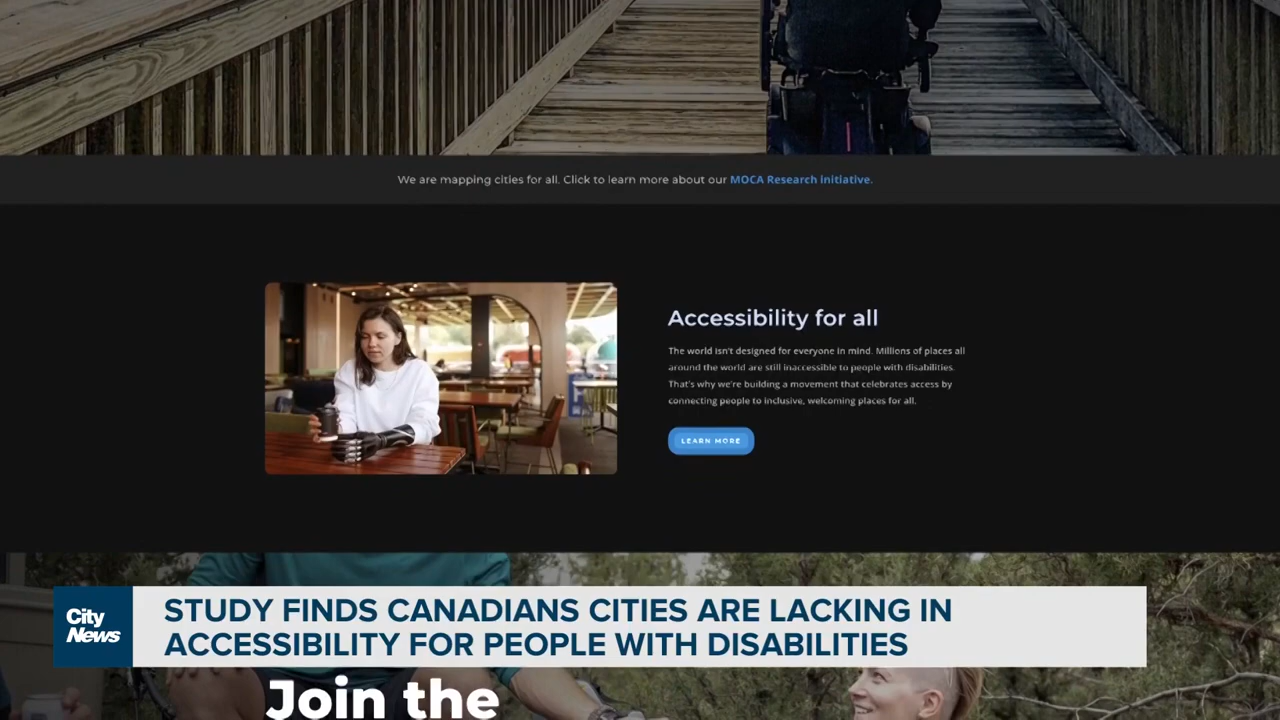 We are mapping cities for all. Click to learn more about our MOCA Research initiative.
Accessibility for all
The world isn't designed for everyone in mind. Millions of places all
around the world are still inaccessible to people with disabilities.
That's why we're building a movement that celebrates access by
connecting people to inclusive, welcoming places for all.
LEARN MORE
City
News
STUDY FINDS CANADIANS CITIES ARE LACKING IN
ACCESSIBILITY FOR PEOPLE WITH DISABILITIES
Join the